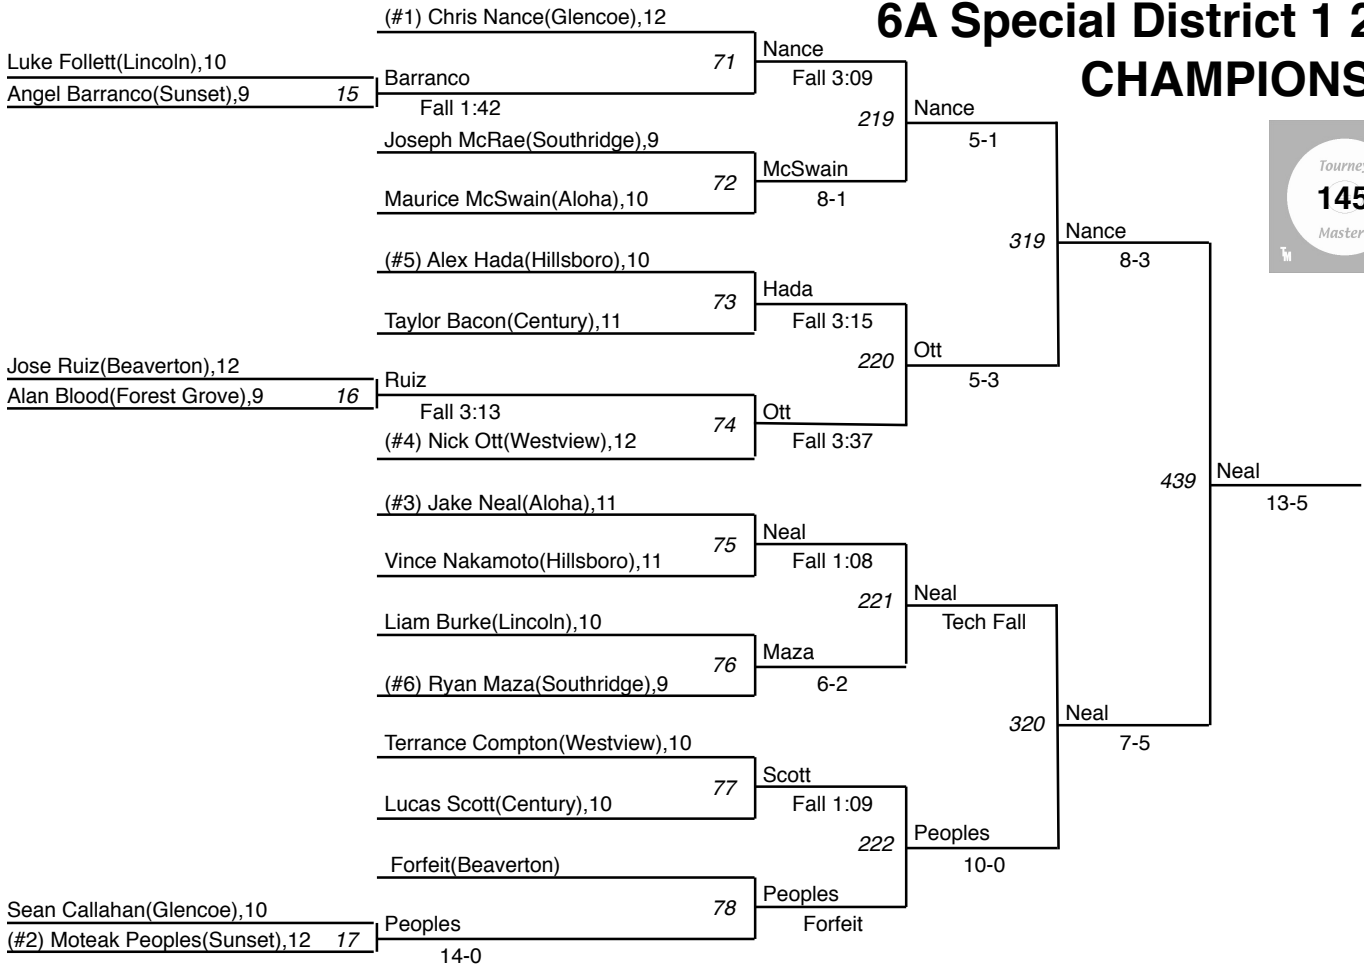 6A Special District 1 2
CHAMPIONS
Tourney
145
Master
TM
(#1) Chris Nance(Glencoe),12
Luke Follett(Lincoln),10
Angel Barranco(Sunset),9 15
Barranco
Fall 1:42
71
Nance
Fall 3:09
Joseph McRae(Southridge),9
Maurice McSwain(Aloha),10
72
McSwain
8-1
219
Nance
5-1
(#5) Alex Hada(Hillsboro),10
Taylor Bacon(Century),11
73
Hada
Fall 3:15
Jose Ruiz(Beaverton),12
Alan Blood(Forest Grove),9 16
Ruiz
Fall 3:13
(#4) Nick Ott(Westview),12
74
Ott
Fall 3:37
220
Ott
5-3
319
Nance
8-3
(#3) Jake Neal(Aloha),11
Vince Nakamoto(Hillsboro),11
75
Neal
Fall 1:08
Liam Burke(Lincoln),10
(#6) Ryan Maza(Southridge),9
76
Maza
6-2
221
Neal
Tech Fall
Terrance Compton(Westview),10
Lucas Scott(Century),10
77
Scott
Fall 1:09
Forfeit(Beaverton)
Sean Callahan(Glencoe),10
(#2) Moteak Peoples(Sunset),12 17
Peoples
14-0
78
Peoples
Forfeit
222
Peoples
10-0
320
Neal
7-5
439
Neal
13-5